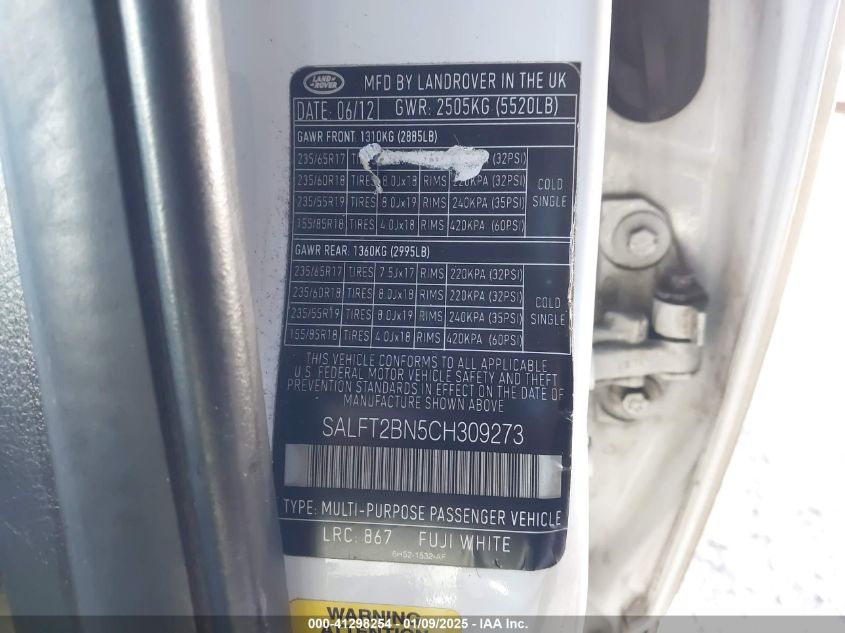 LAND ROVER
MFD BY LANDROVER IN THE UK
DATE: 06/12 GWR: 2505KG (5520LB)
GAWR FRONT: 1310KG (2885LB)
235/65R17 (32PSI)
235/60R18 TIRES 8.0Jx18 RIMS 220KPA (32PSI)
235/55R19 TIRES 8.0Jx19 RIMS 240KPA (35PSI)
155/85R18 TIRES 4.0Jx18 RIMS 420KPA (60PSI)
COLD
SINGLE
GAWR REAR: 1360KG (2995LB)
235/65R17 TIRES 7.5Jx17 RIMS 220KPA (32PSI)
235/60R18 TIRES 8.0Jx18 RIMS 220KPA (32PSI)
235/55R19 TIRES 8.0Jx19 RIMS 240KPA (35PSI)
155/85R18 TIRES 4.0Jx18 RIMS 420KPA (60PSI)
COLD
SINGLE
THIS VEHICLE CONFORMS TO ALL APPLICABLE
U.S. FEDERAL MOTOR VEHICLE SAFETY AND THEFT
PREVENTION STANDARDS IN EFFECT ON THE DATE OF
MANUFACTURE SHOWN ABOVE
SALFT2BN5CH309273
TYPE: MULTI-PURPOSE PASSENGER VEHICLE
LRC: 867 FUJI WHITE
6H52-1532-AF
WARNING
ATTENTION
000-41298254 - 01/09/2025 - IAA Inc.